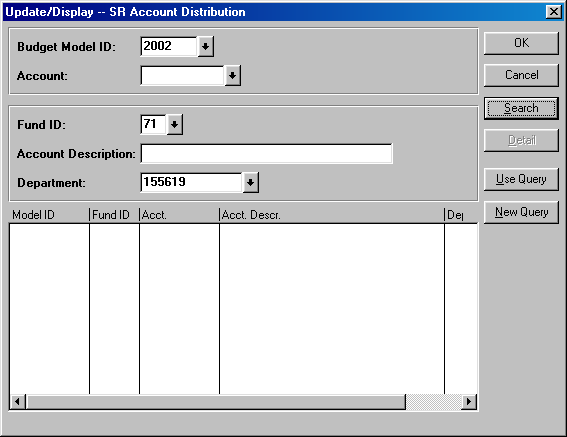 Update/Display -- SR Account Distribution
Budget Model ID: 2002
OK
Account:
Cancel
Search
Fund ID: 71
Detail
Account Description:
Department: 155619
Use Query
New Query
Model ID Fund ID Acct. Acct. Descr. De